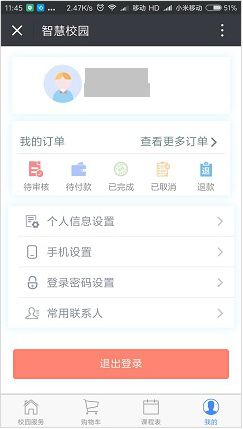 11:45 2.47K/s 移动 HD 小米移动 51%
智慧校园
我的订单 查看更多订单
待审核 待付款 已完成 已取消 退款
个人信息设置
手机设置
登录密码设置
常用联系人
退出登录
校园服务 购物车 课程表 我的